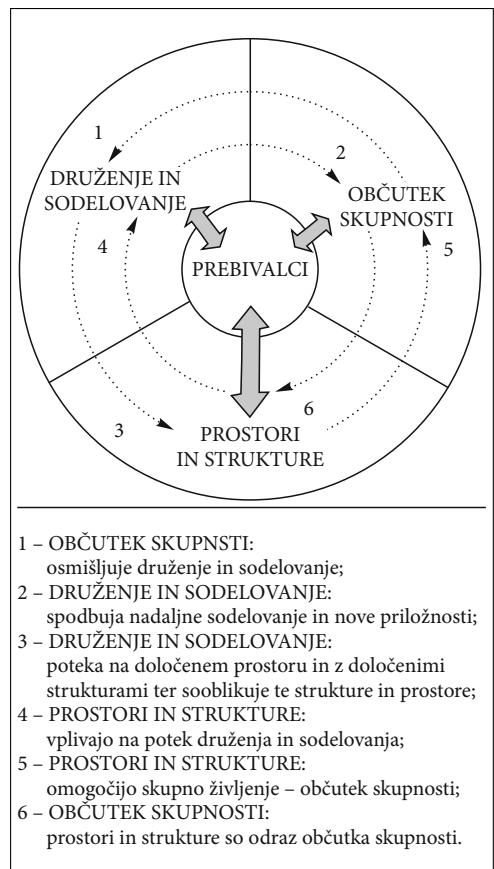 1
2
DRUŽENJE IN
SODELOVANJE
OBČUTEK
SKUPNOSTI
4
5
PREBIVALCI
6
3
PROSTORI
IN STRUKTURE
1 – OBČUTEK SKUPNSTI:
osmišljuje druženje in sodelovanje;
2 – DRUŽENJE IN SODELOVANJE:
spodbuja nadaljne sodelovanje in nove priložnosti;
3 – DRUŽENJE IN SODELOVANJE:
poteka na določenem prostoru in z določenimi
strukturami ter sooblikuje te strukture in prostore;
4 – PROSTORI IN STRUKTURE:
vplivajo na potek druženja in sodelovanja;
5 – PROSTORI IN STRUKTURE:
omogočijo skupno življenje – občutek skupnosti;
6 – OBČUTEK SKUPNOSTI:
prostori in strukture so odraz občutka skupnosti.